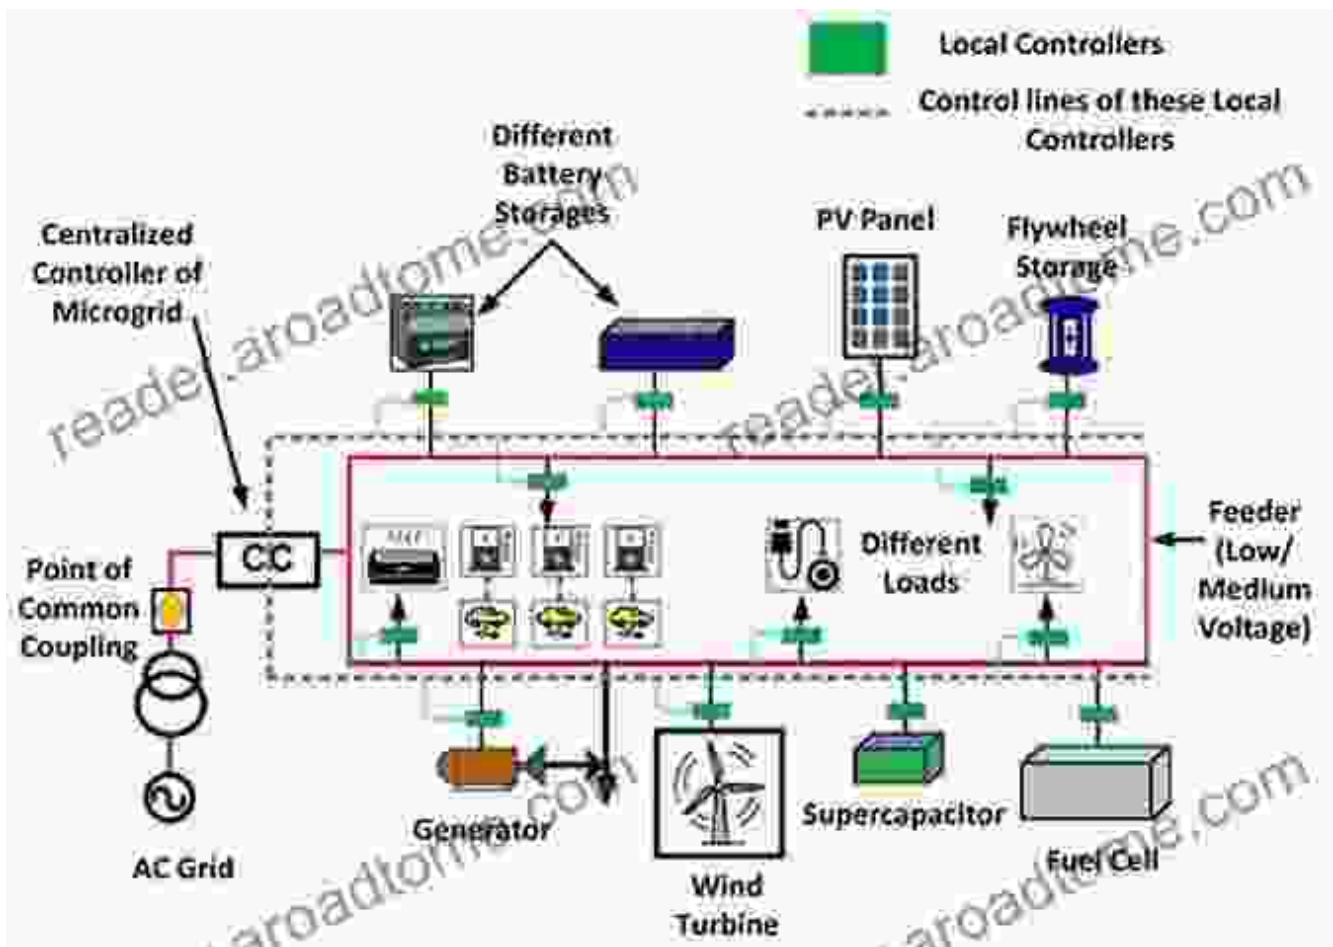 Local Controllers
Control lines of these Local
Controllers
Different
Battery
Storages
PV Panel
Flywheel
Storage
Centralized
Controller of
Microgrid
CC
Point of
Common
Coupling
AC Grid
Different
Loads
Feeder
(Low/
Medium
Voltage)
Generator
Wind
Turbine
Supercapacitor
Fuel Cell
reader.aroadtome.com
reader.aroadtome.com
aroadtome.com
aroadtome.com